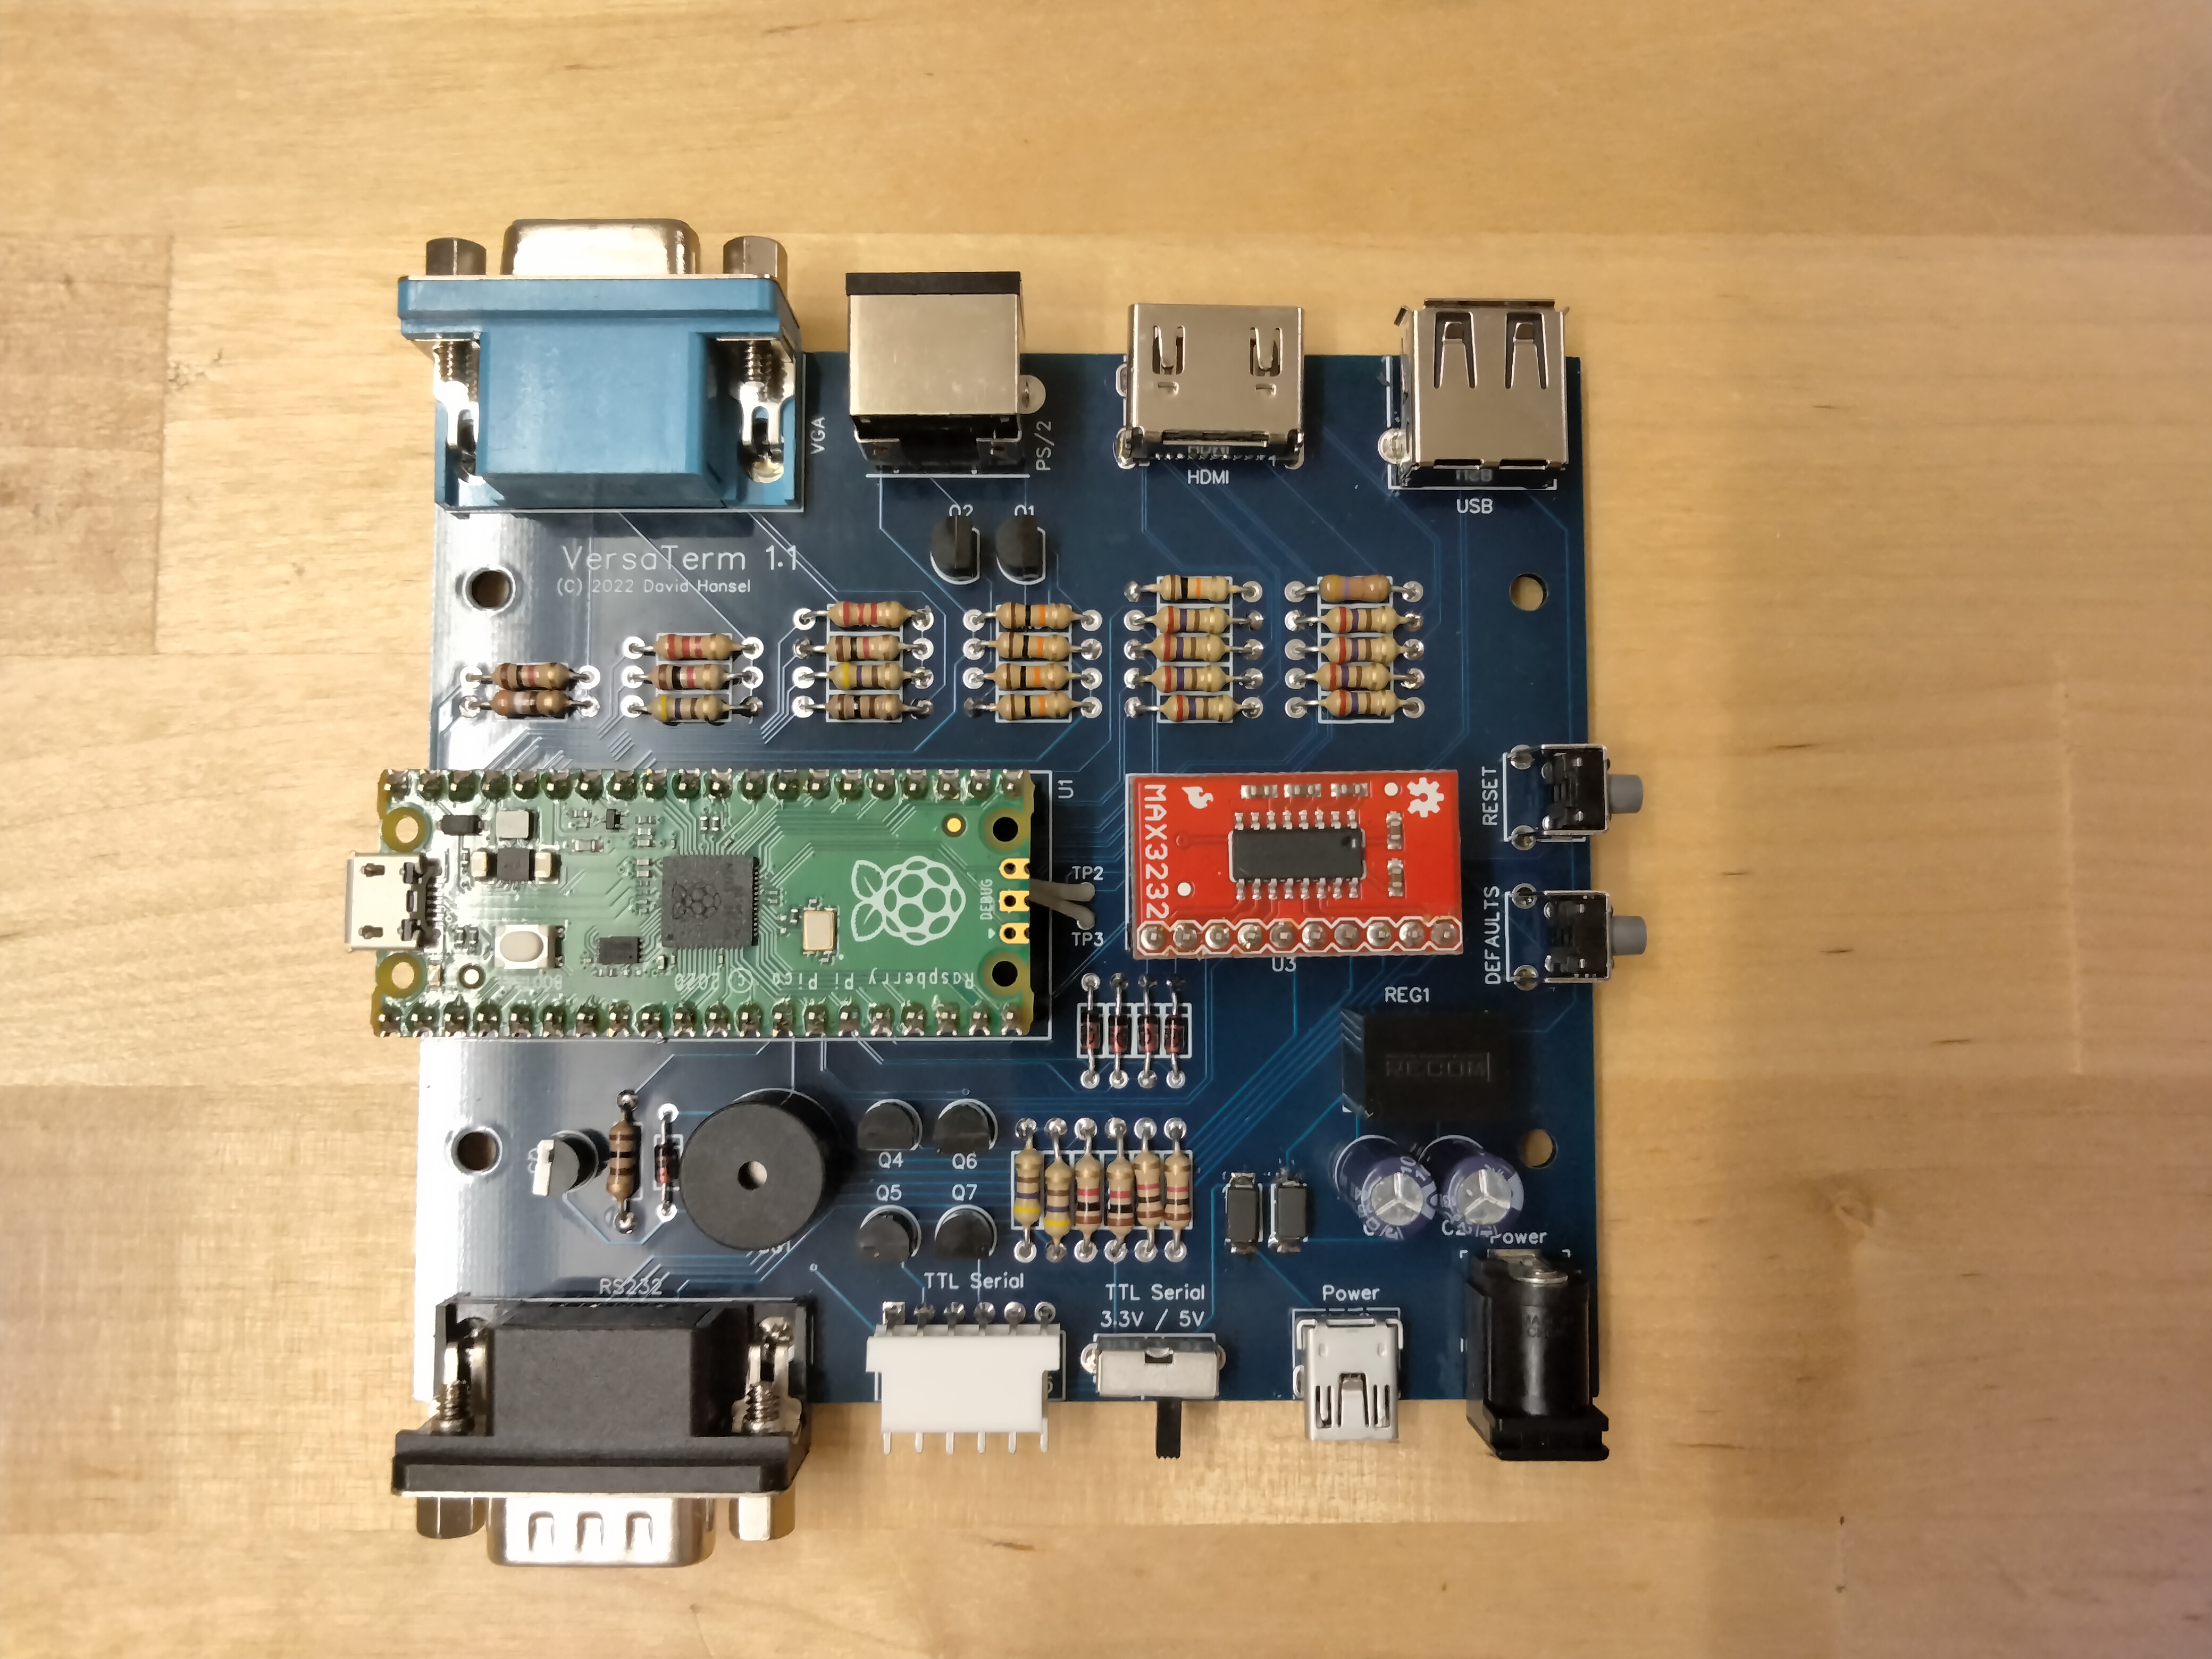 VGA
PS/2
HDMI
USB
Q2
Q1
VersaTerm 1.1
(C) 2022 David Hansel
U1
RESET
MAX3232
TP2
DEBUG
TP3
DEFAULTS
Raspberry Pi Pico (c) 2020
U3
REG1
RECOM
Q4
Q6
Q5
Q7
C2
Power
RS232
TTL Serial
TTL Serial
3.3V / 5V
Power